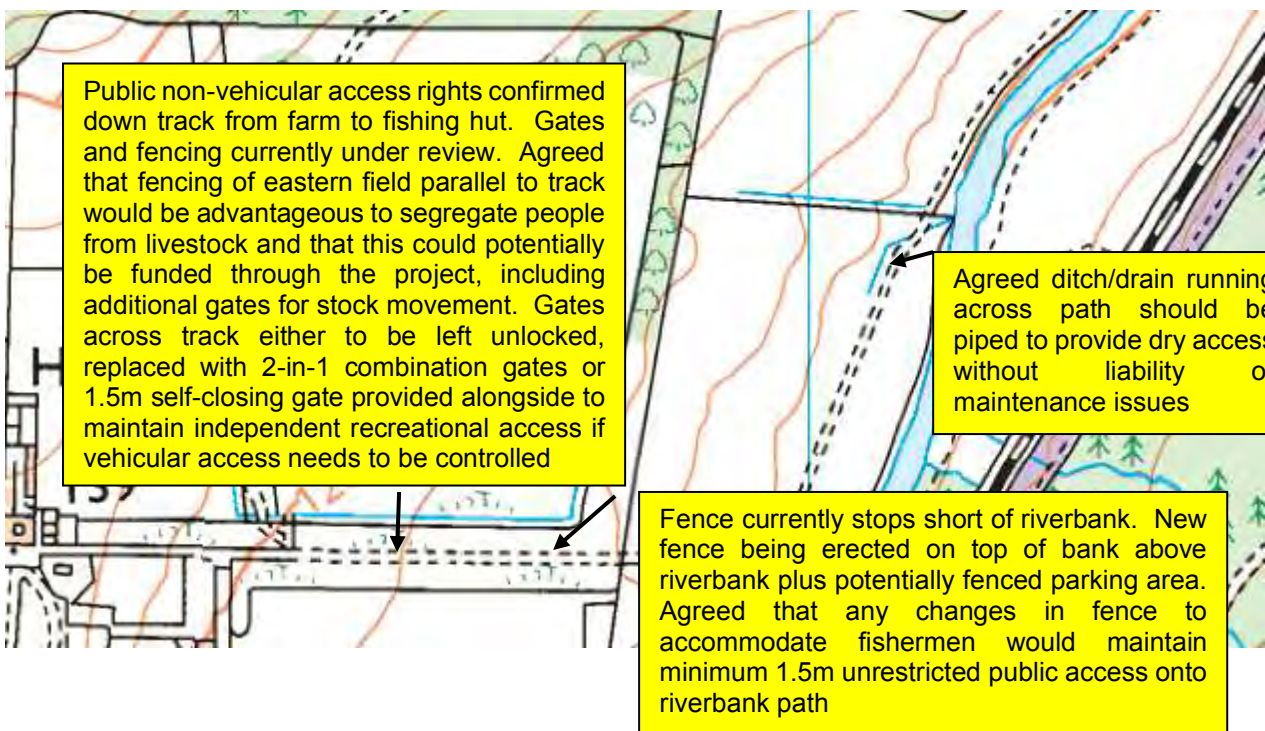 Public non-vehicular access rights confirmed
down track from farm to fishing hut. Gates
and fencing currently under review. Agreed
that fencing of eastern field parallel to track
would be advantageous to segregate people
from livestock and that this could potentially
be funded through the project, including
additional gates for stock movement. Gates
across track either to be left unlocked,
replaced with 2-in-1 combination gates or
1.5m self-closing gate provided alongside to
maintain independent recreational access if
vehicular access needs to be controlled
Agreed ditch/drain running
across path should be
piped to provide dry access
without liability
maintenance issues
H
Fence currently stops short of riverbank. New
fence being erected on top of bank above
riverbank plus potentially fenced parking area.
Agreed that any changes in fence to
accommodate fishermen would maintain
minimum 1.5m unrestricted public access onto
riverbank path